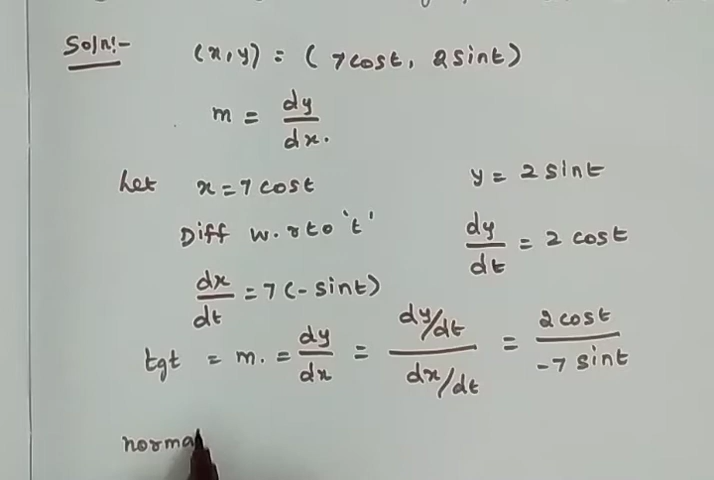 Soln:- (x,y) = ( 7cost, 2sint)
m = dy/dx.
Let x = 7 cost y = 2 sint
Diff w.r to 't' dy/dt = 2 cost
dx/dt = 7 (- sint)
tgt = m. = dy/dx = dy/dt / dx/dt = 2 cost / -7 sint
norma